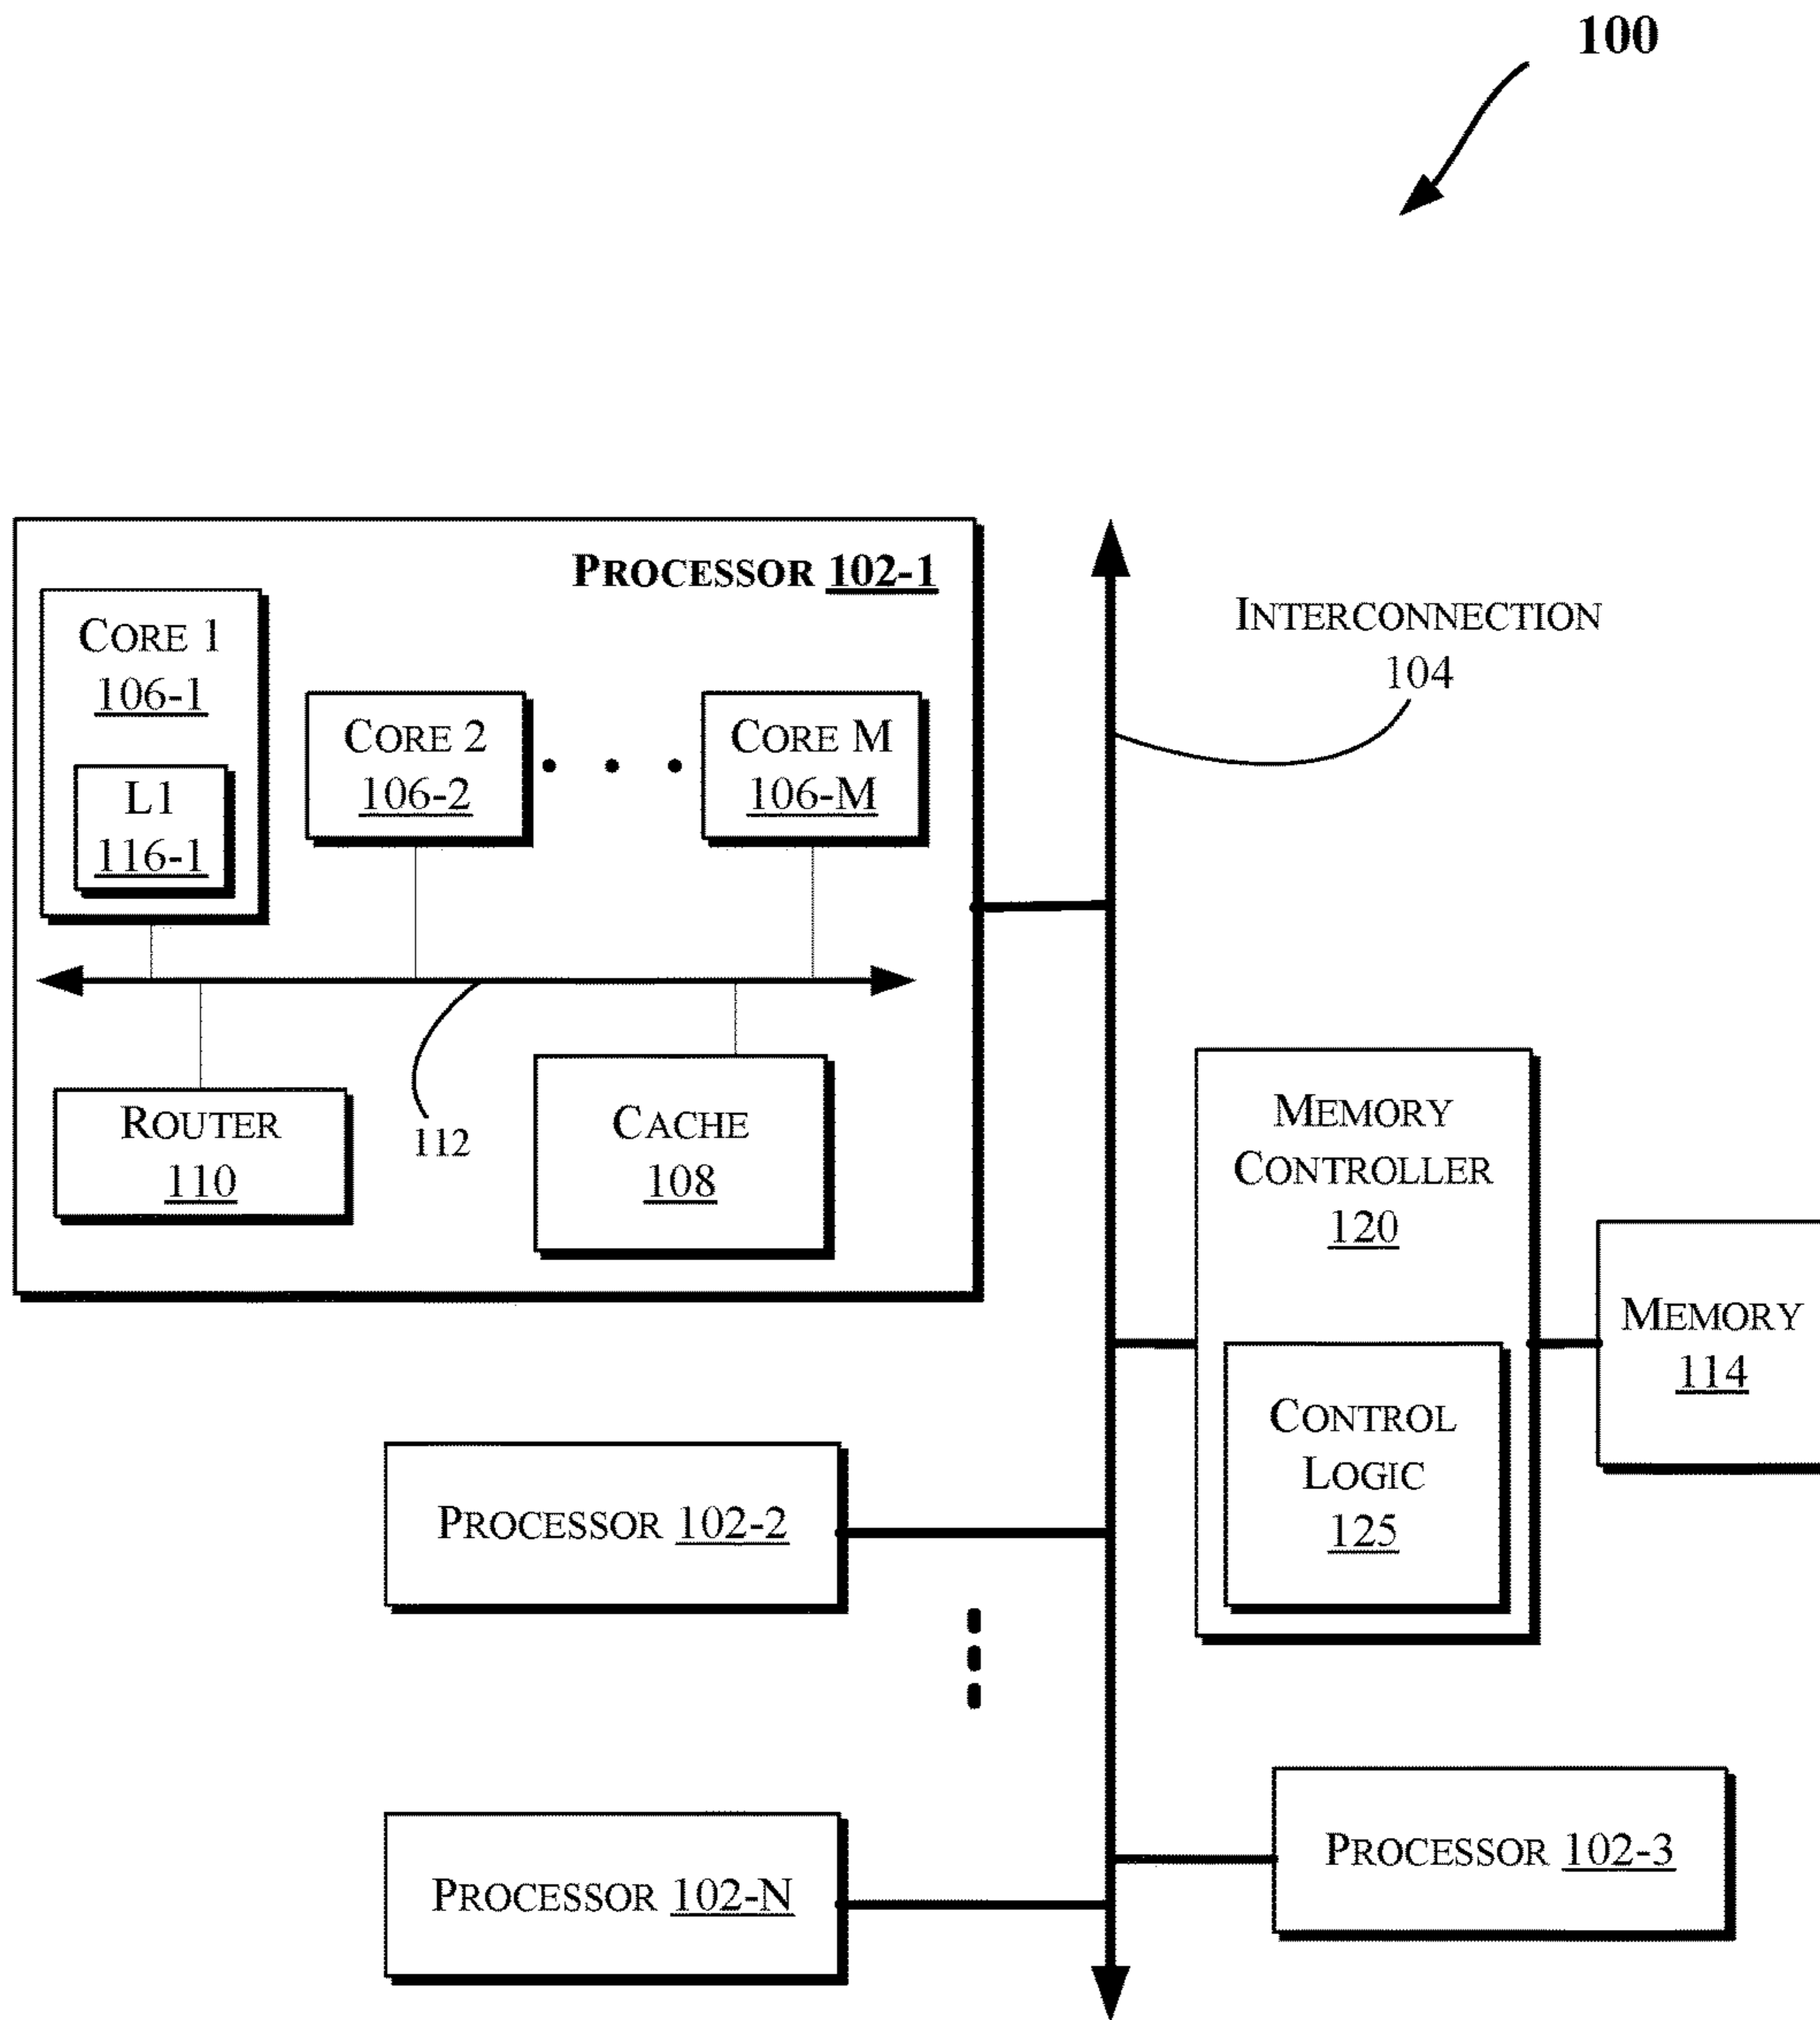 100
PROCESSOR 102-1
CORE 1
106-1
L1
116-1
CORE 2
106-2
CORE M
106-M
112
ROUTER
110
CACHE
108
INTERCONNECTION
104
MEMORY
CONTROLLER
120
CONTROL
LOGIC
125
MEMORY
114
PROCESSOR 102-2
PROCESSOR 102-3
PROCESSOR 102-N